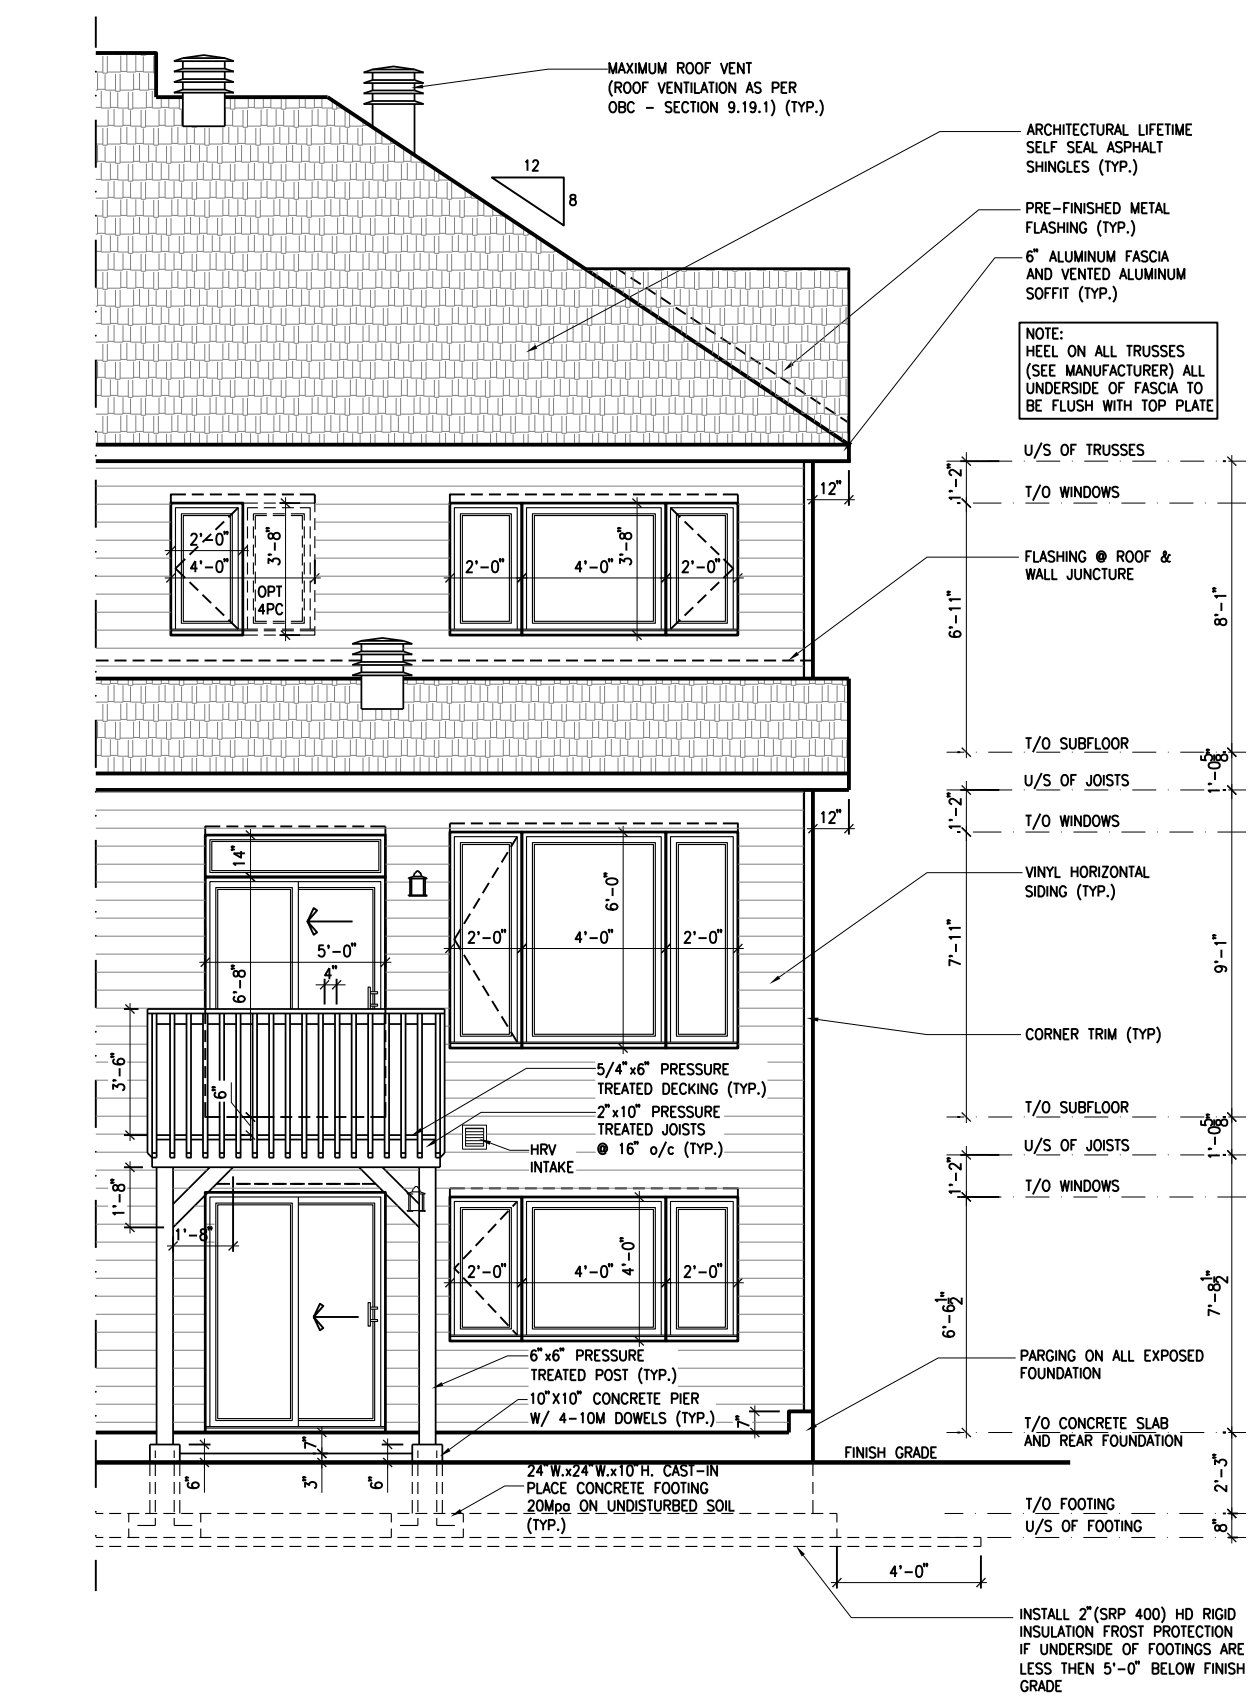 MAXIMUM ROOF VENT
(ROOF VENTILATION AS PER
OBC - SECTION 9.19.1) (TYP.)
12
8
ARCHITECTURAL LIFETIME
SELF SEAL ASPHALT
SHINGLES (TYP.)
PRE-FINISHED METAL
FLASHING (TYP.)
6" ALUMINUM FASCIA
AND VENTED ALUMINUM
SOFFIT (TYP.)
NOTE:
HEEL ON ALL TRUSSES
(SEE MANUFACTURER) ALL
UNDERSIDE OF FASCIA TO
BE FLUSH WITH TOP PLATE
U/S OF TRUSSES
1'-2"
12"
T/O WINDOWS
2'-0"
4'-0"
3'-8"
OPT
4PC
2'-0"
4'-0"
3'-8"
2'-0"
FLASHING @ ROOF &
WALL JUNCTURE
6'-11"
8'-1"
T/O SUBFLOOR
1'-0 5/8"
U/S OF JOISTS
1'-2"
12"
T/O WINDOWS
14"
6'-0"
VINYL HORIZONTAL
SIDING (TYP.)
2'-0"
4'-0"
2'-0"
5'-0"
4"
6'-8"
7'-11"
9'-1"
CORNER TRIM (TYP)
3'-6"
6"
5/4"x6" PRESSURE
TREATED DECKING (TYP.)
2"x10" PRESSURE
TREATED JOISTS
@ 16" o/c (TYP.)
HRV
INTAKE
T/O SUBFLOOR
1'-0 5/8"
U/S OF JOISTS
1'-2"
T/O WINDOWS
1'-8"
1'-8"
2'-0"
4'-0"
4'-0"
2'-0"
6'-6 1/2"
7'-8 1/2"
6"x6" PRESSURE
TREATED POST (TYP.)
10"X10" CONCRETE PIER
W/ 4-10M DOWELS (TYP.)
7"
PARGING ON ALL EXPOSED
FOUNDATION
T/O CONCRETE SLAB
AND REAR FOUNDATION
FINISH GRADE
7"
6"
3"
6"
24"W.x24"W.x10"H. CAST-IN
PLACE CONCRETE FOOTING
20Mpa ON UNDISTURBED SOIL
(TYP.)
2'-3"
T/O FOOTING
U/S OF FOOTING
8"
4'-0"
INSTALL 2"(SRP 400) HD RIGID
INSULATION FROST PROTECTION
IF UNDERSIDE OF FOOTINGS ARE
LESS THEN 5'-0" BELOW FINISH
GRADE